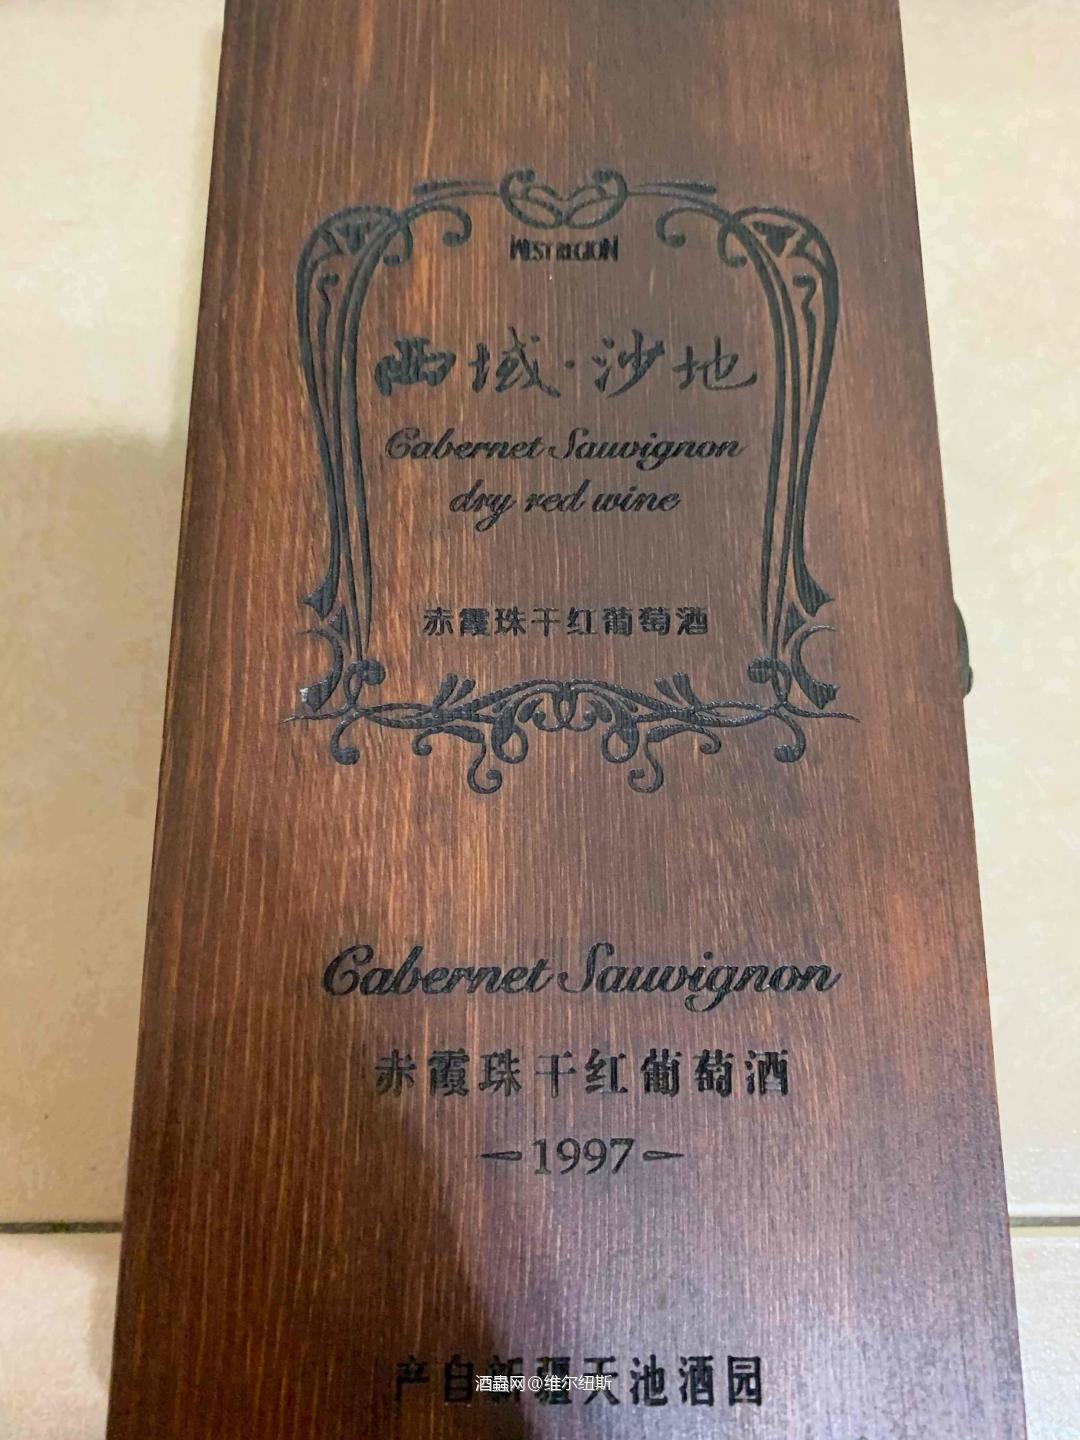 WEST REGION
西域·沙地
Cabernet Sauvignon
dry red wine
赤霞珠干红葡萄酒
Cabernet Sauvignon
赤霞珠干红葡萄酒
1997
产自新疆天池酒园
酒蟲网@维尔纽斯